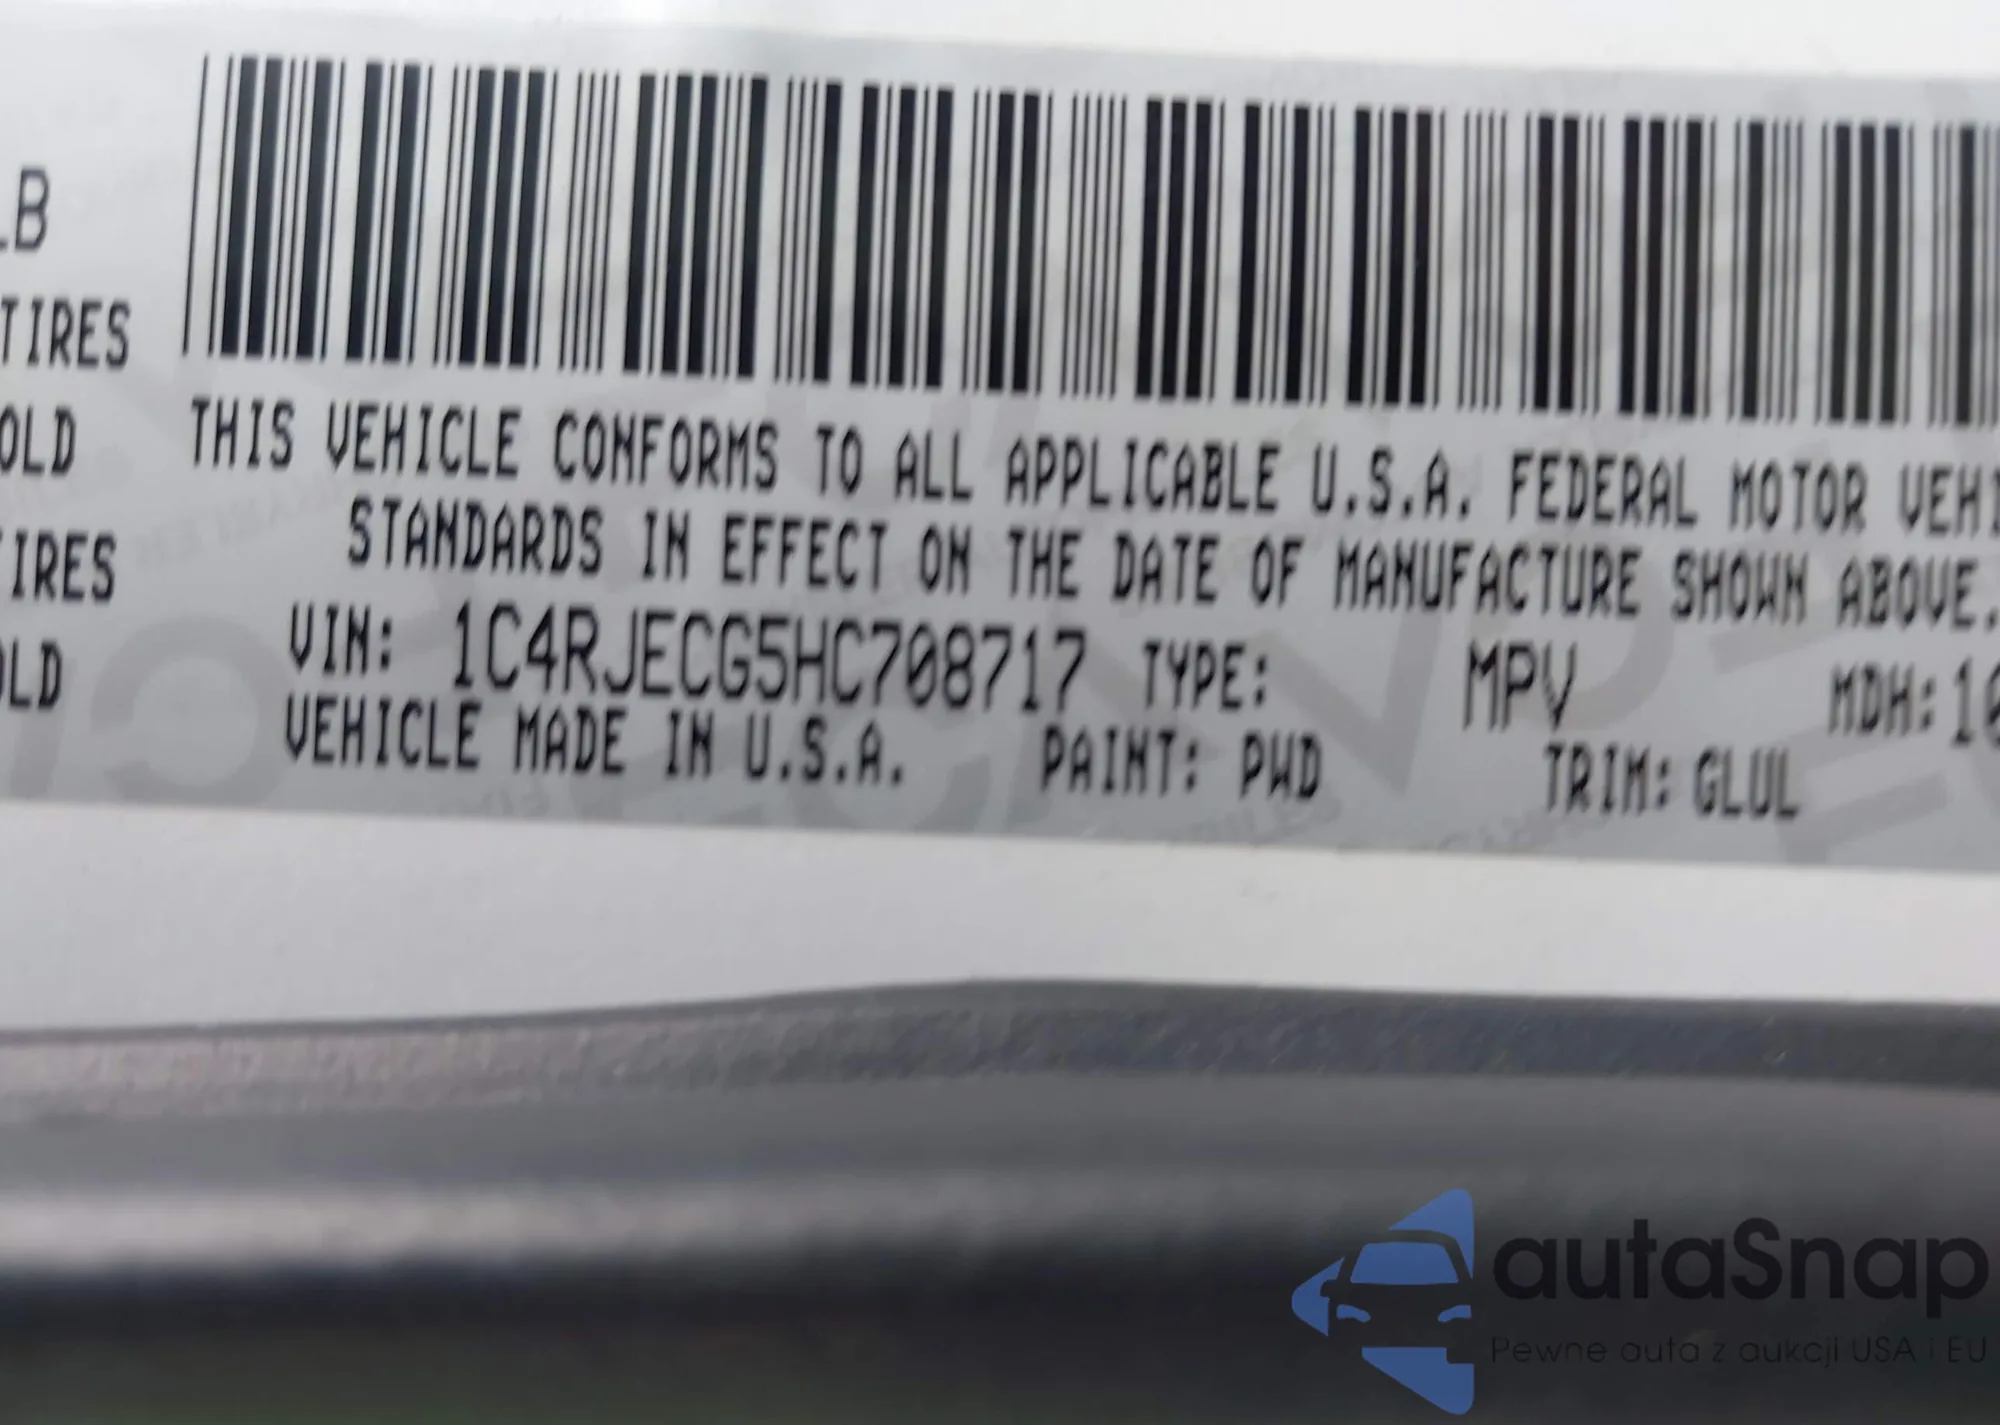 LB
TIRES
OLD
IRES
OLD
THIS VEHICLE CONFORMS TO ALL APPLICABLE U.S.A. FEDERAL MOTOR VEHI
STANDARDS IN EFFECT ON THE DATE OF MANUFACTURE SHOWN ABOVE.
VIN: 1C4RJECG5HC708717 TYPE: MPV MDH:10
VEHICLE MADE IN U.S.A. PAINT: PWD TRIM: GLUL
autaSnap
Pewne auta z aukcji USA i EU